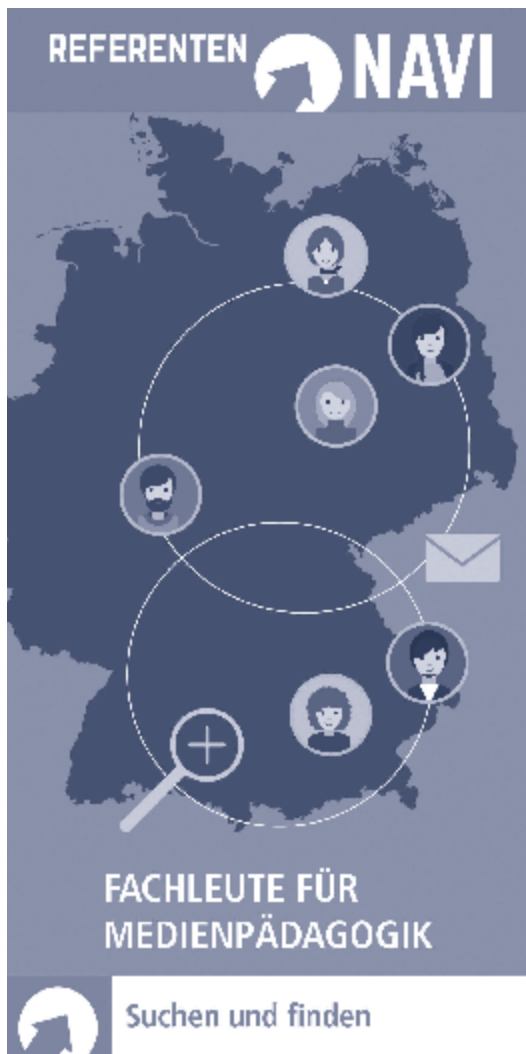 REFERENTEN NAVI
FACHLEUTE FÜR
MEDIENPÄDAGOGIK
Suchen und finden